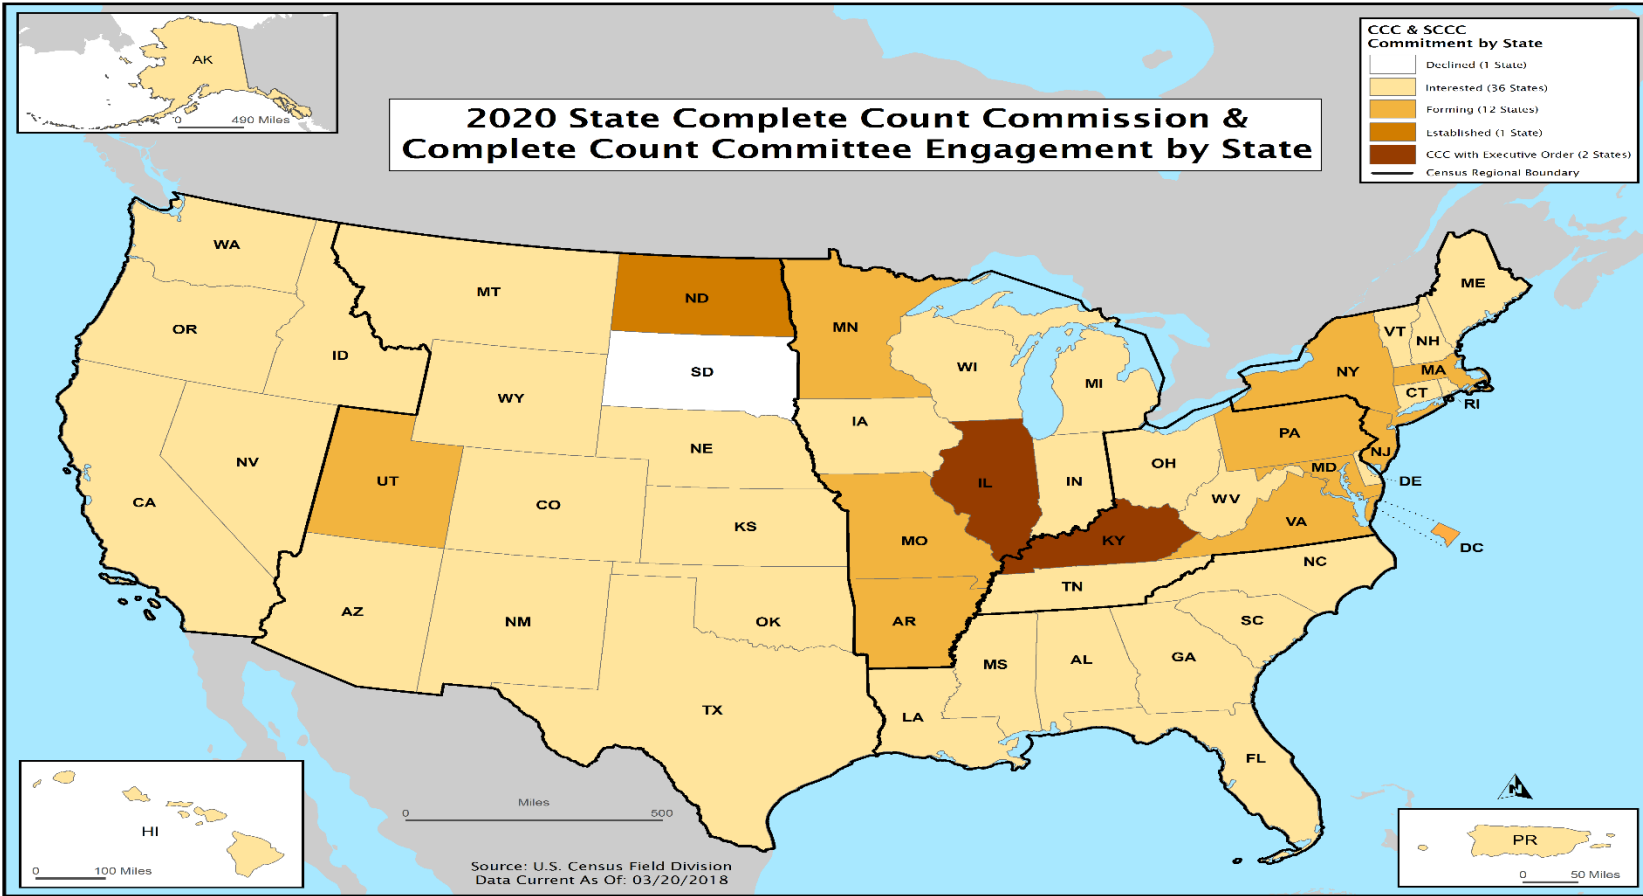 AK
0 490 Miles
2020 State Complete Count Commission &
Complete Count Committee Engagement by State
CCC & SCCC
Commitment by State
Declined (1 State)
Interested (36 States)
Forming (12 States)
Established (1 State)
CCC with Executive Order (2 States)
Census Regional Boundary
WA
MT
ND
MN
ME
OR
ID
SD
WI
MI
VT
NH
NY
MA
WY
CT
RI
IA
NE
PA
NV
UT
OH
NJ
MD
IL
IN
DE
CA
CO
WV
KS
VA
MO
KY
DC
NC
TN
AZ
NM
OK
AR
SC
MS
AL
GA
TX
LA
FL
HI
0 100 Miles
Miles
0 500
Source: U.S. Census Field Division
Data Current As Of: 03/20/2018
N
PR
0 50 Miles